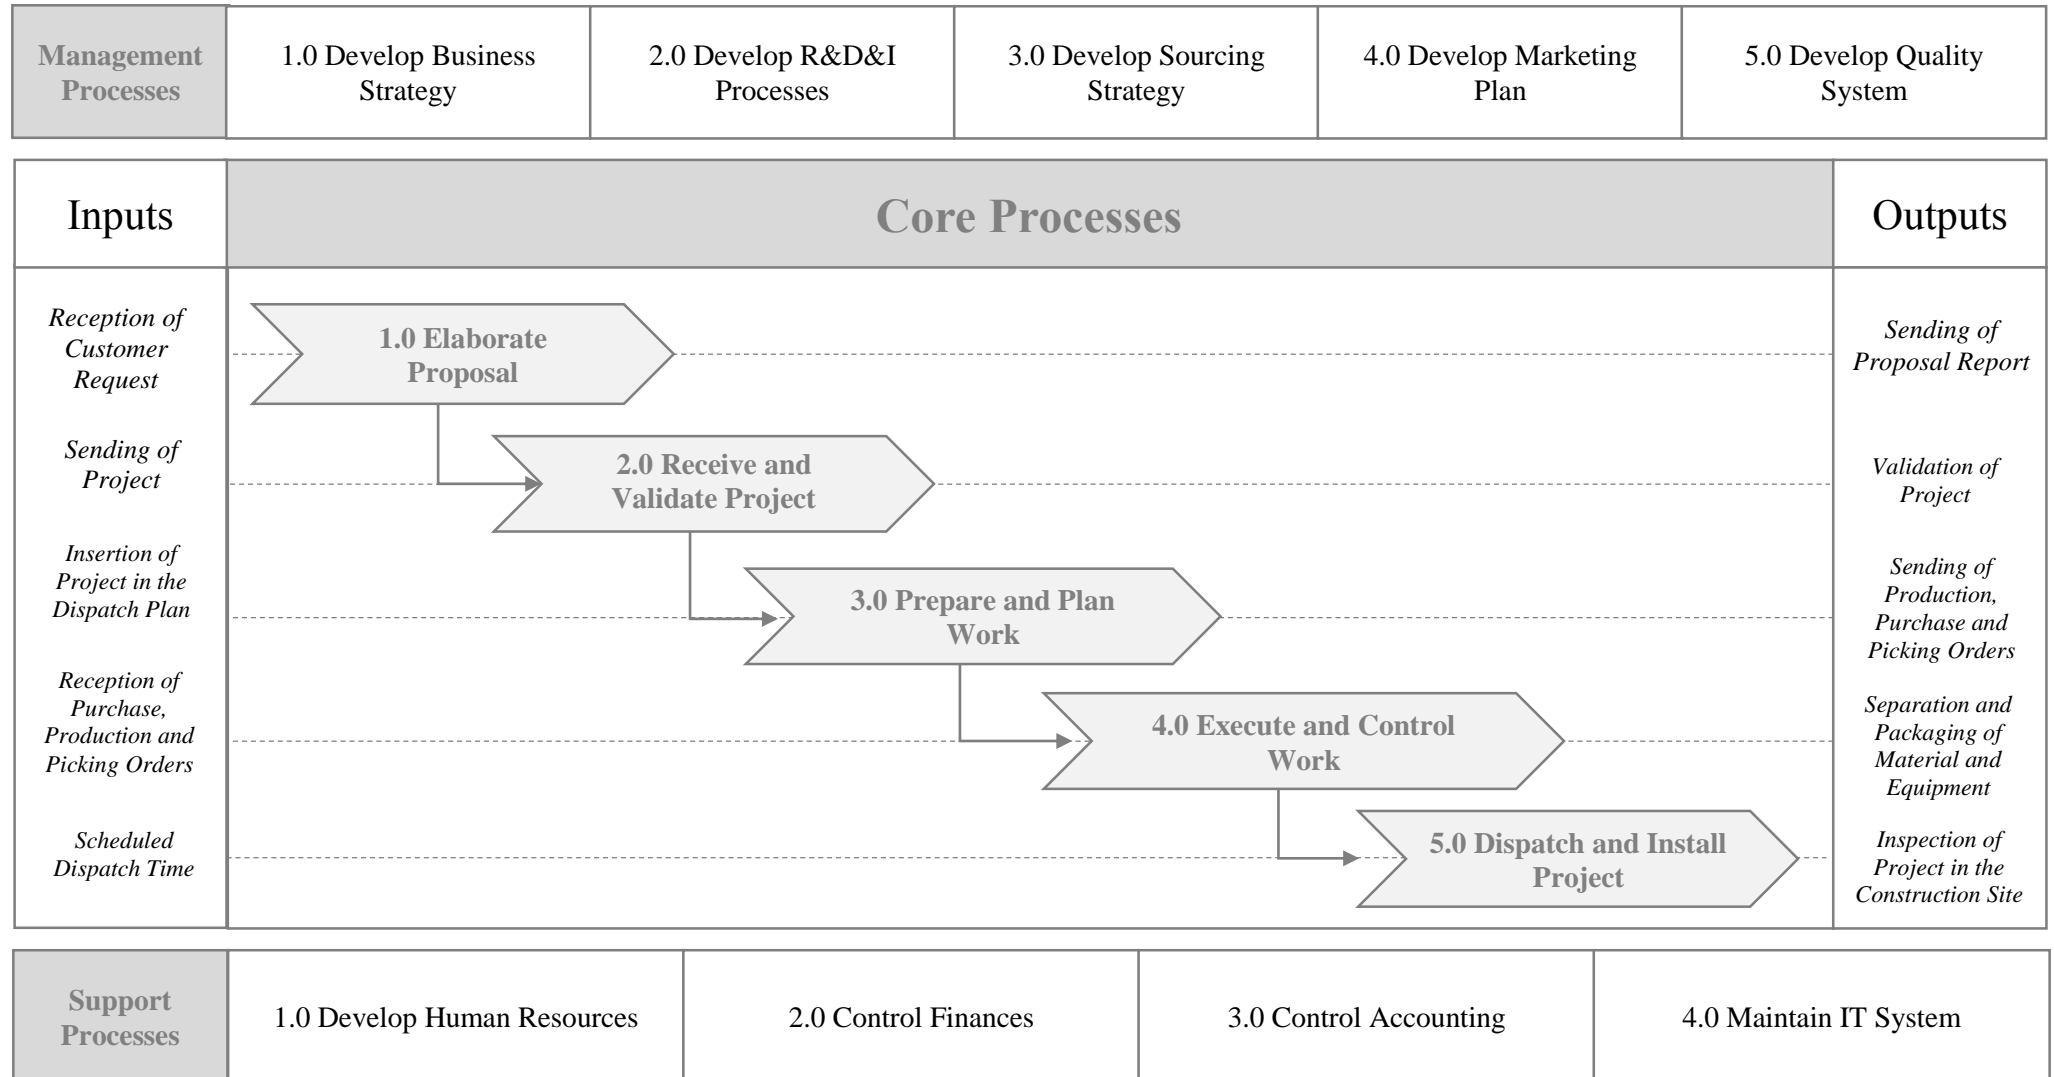 Management
Processes
1.0 Develop Business
Strategy
2.0 Develop R&D&I
Processes
3.0 Develop Sourcing
Strategy
4.0 Develop Marketing
Plan
5.0 Develop Quality
System
Inputs
Core Processes
Outputs
Reception of
Customer
Request
1.0 Elaborate
Proposal
Sending of
Proposal Report
Sending of
Project
2.0 Receive and
Validate Project
Validation of
Project
Insertion of
Project in the
Dispatch Plan
3.0 Prepare and Plan
Work
Sending of
Production,
Purchase and
Picking Orders
Reception of
Purchase,
Production and
Picking Orders
4.0 Execute and Control
Work
Separation and
Packaging of
Material and
Equipment
Scheduled
Dispatch Time
5.0 Dispatch and Install
Project
Inspection of
Project in the
Construction Site
Support
Processes
1.0 Develop Human Resources
2.0 Control Finances
3.0 Control Accounting
4.0 Maintain IT System